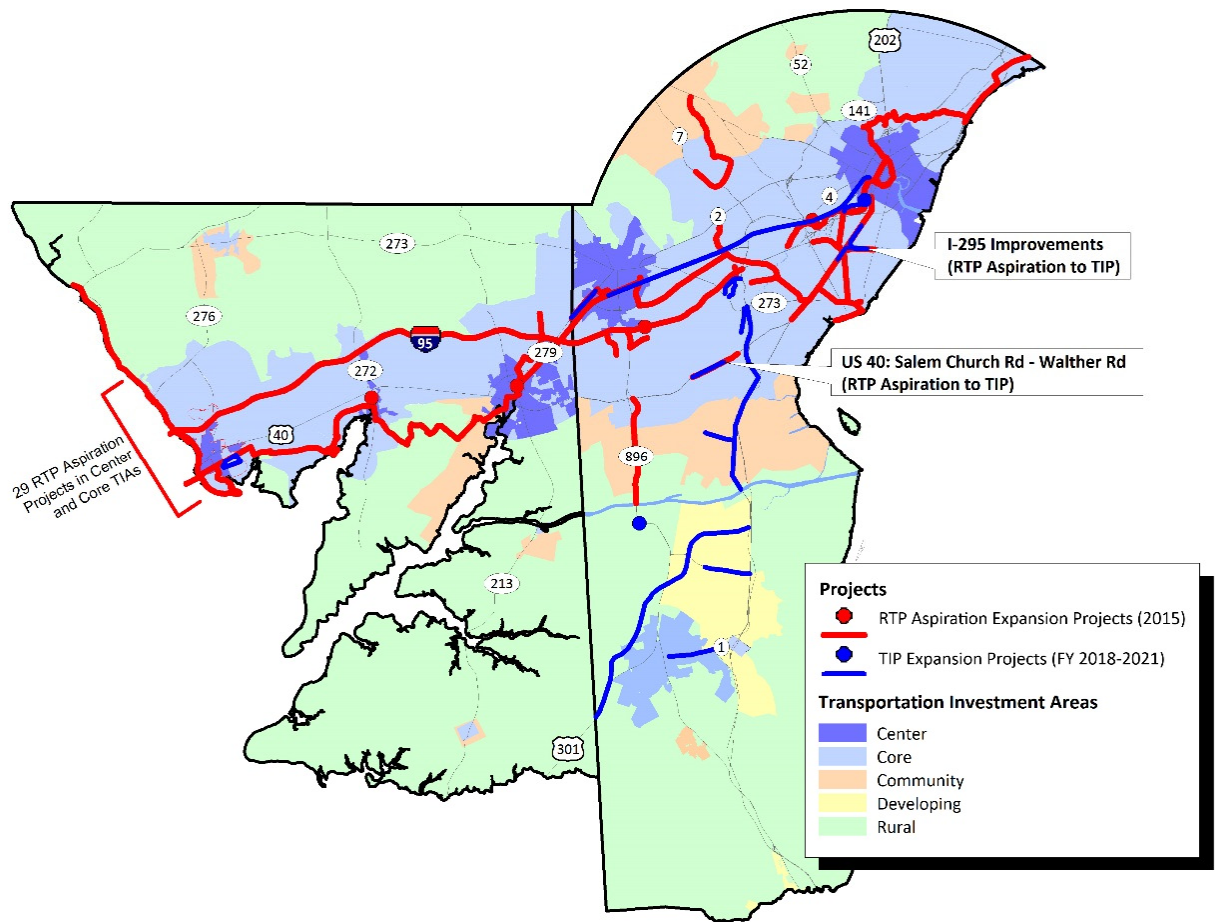 202
52
141
7
4
2
273
I-295 Improvements
(RTP Aspiration to TIP)
276
273
95
279
272
US 40: Salem Church Rd - Walther Rd
(RTP Aspiration to TIP)
40
896
29 RTP Aspiration
Projects in Center
and Core TIAs
213
1
301
Projects
RTP Aspiration Expansion Projects (2015)
TIP Expansion Projects (FY 2018-2021)
Transportation Investment Areas
Center
Core
Community
Developing
Rural